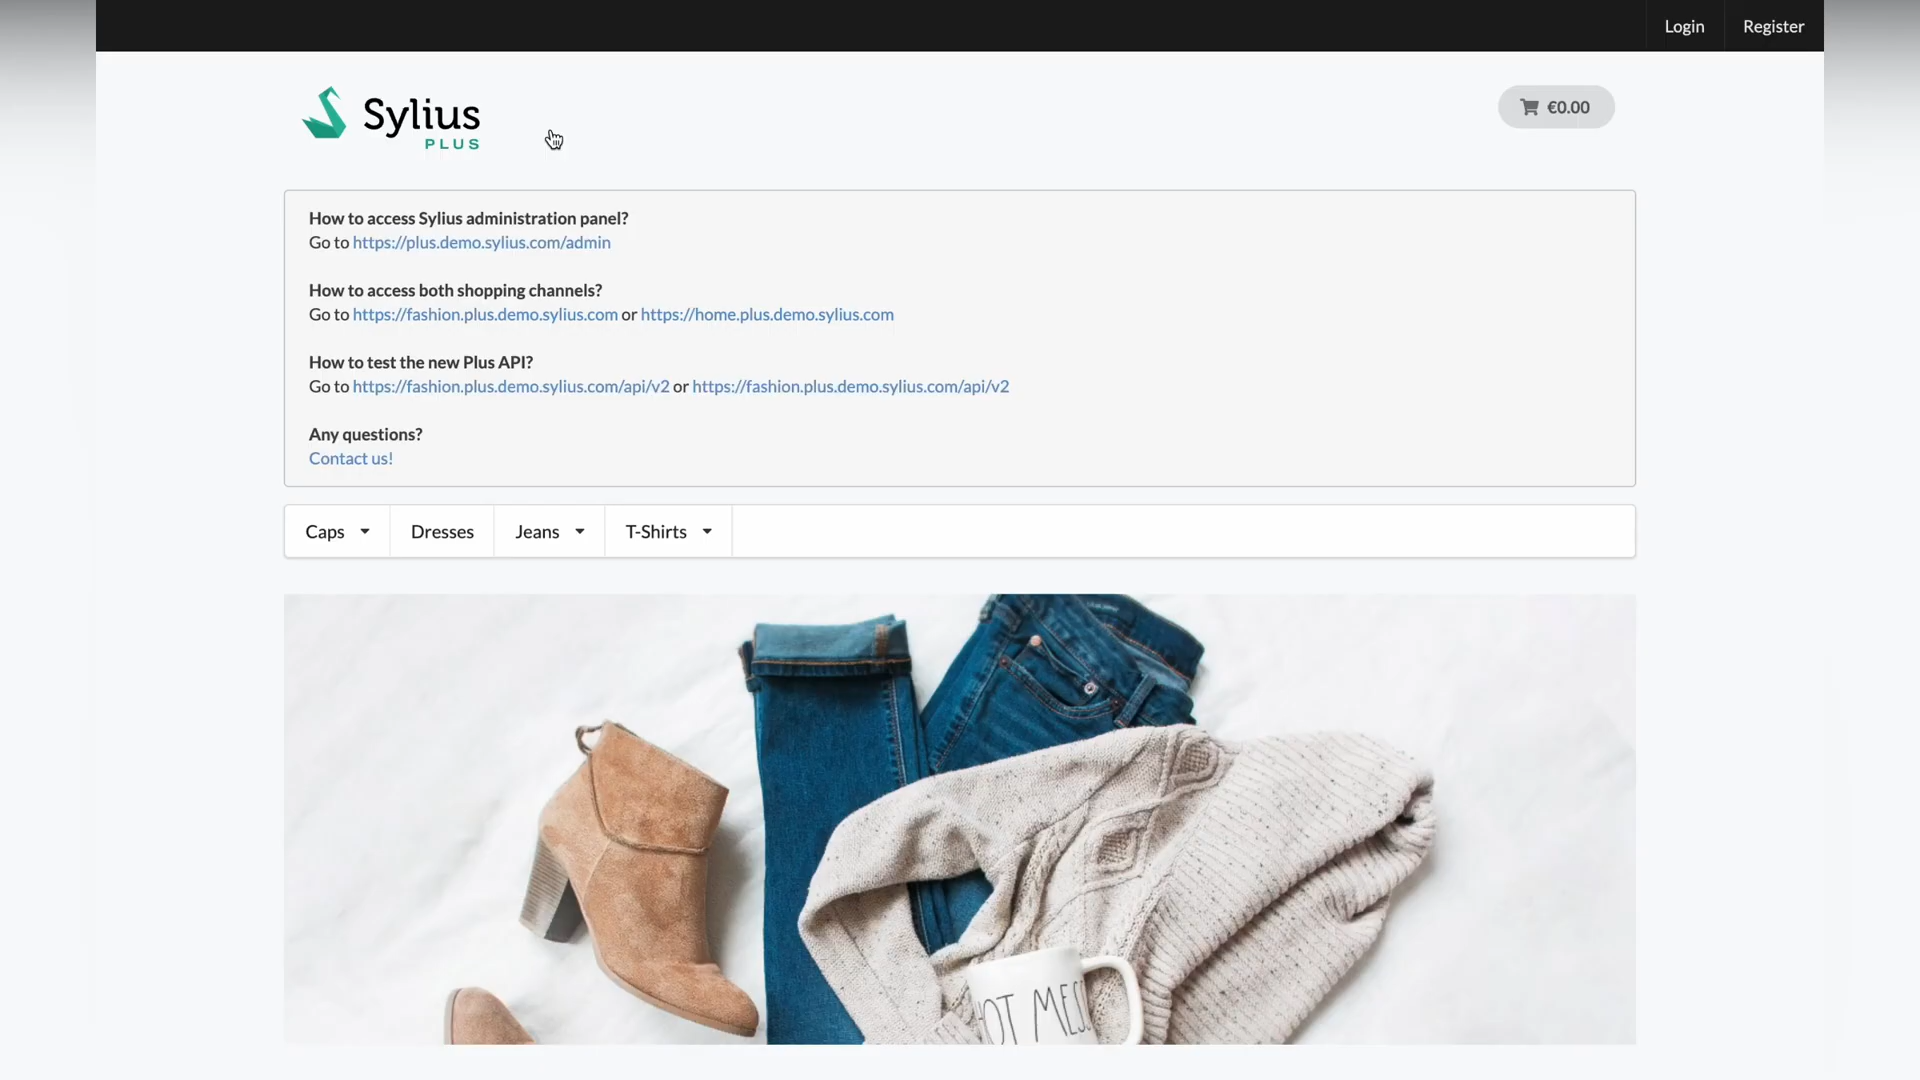 Login Register
Sylius
PLUS
€0.00
How to access Sylius administration panel?
Go to https://plus.demo.sylius.com/admin
How to access both shopping channels?
Go to https://fashion.plus.demo.sylius.com or https://home.plus.demo.sylius.com
How to test the new Plus API?
Go to https://fashion.plus.demo.sylius.com/api/v2 or https://fashion.plus.demo.sylius.com/api/v2
Any questions?
Contact us!
Caps Dresses Jeans T-Shirts
HOT MESS